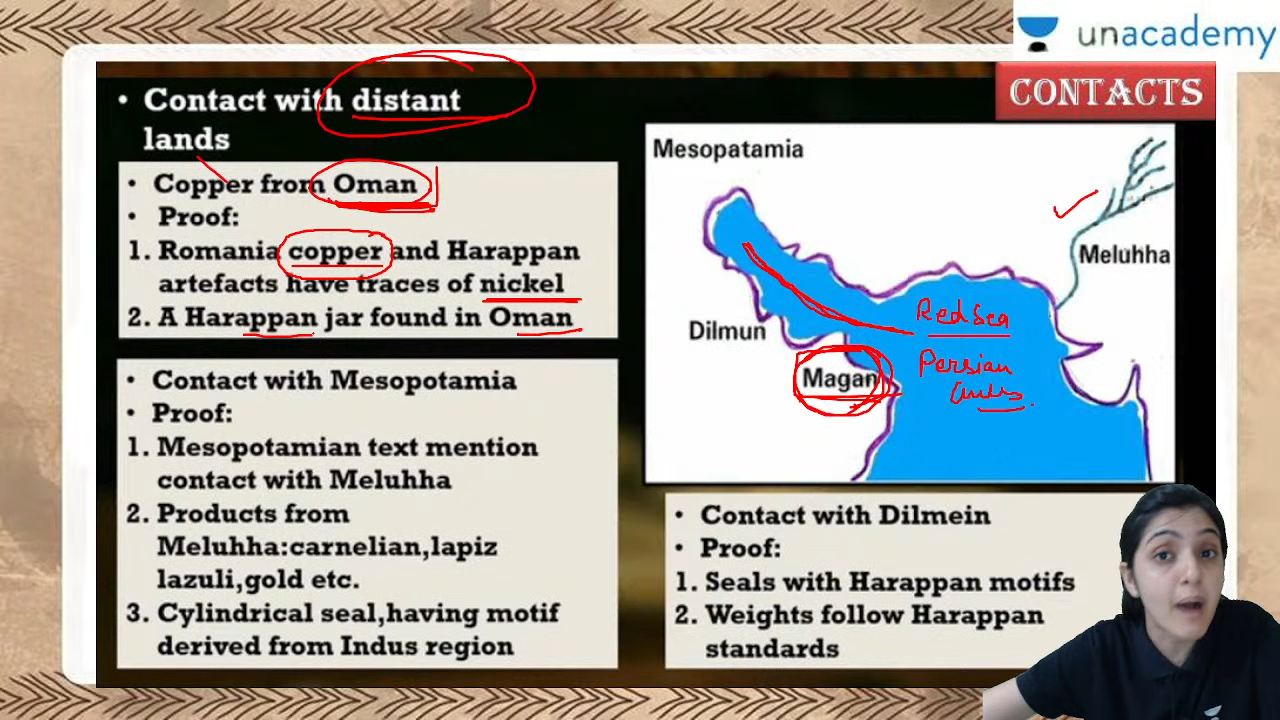 unacademy
CONTACTS
• Contact with distant
lands
• Copper from Oman
• Proof:
1. Romania copper and Harappan
artefacts have traces of nickel
2. A Harappan jar found in Oman
• Contact with Mesopotamia
• Proof:
1. Mesopotamian text mention
contact with Meluhha
2. Products from
Meluhha:carnelian,lapiz
lazuli,gold etc.
3. Cylindrical seal,having motif
derived from Indus region
Mesopatamia
Meluhha
Dilmun
Magan
Red Sea
Persian
• Contact with Dilmein
• Proof:
1. Seals with Harappan motifs
2. Weights follow Harappan
standards